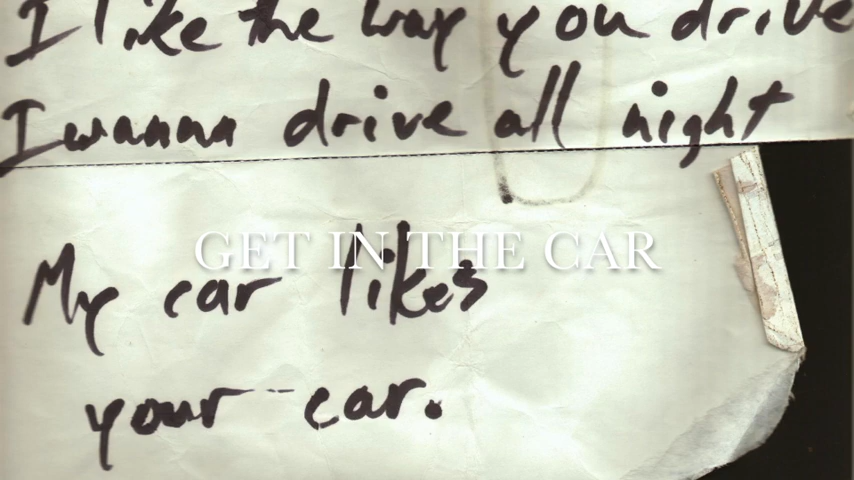 I like the way you drive
I wanna drive all night
GET IN THE CAR
My car likes
your car.